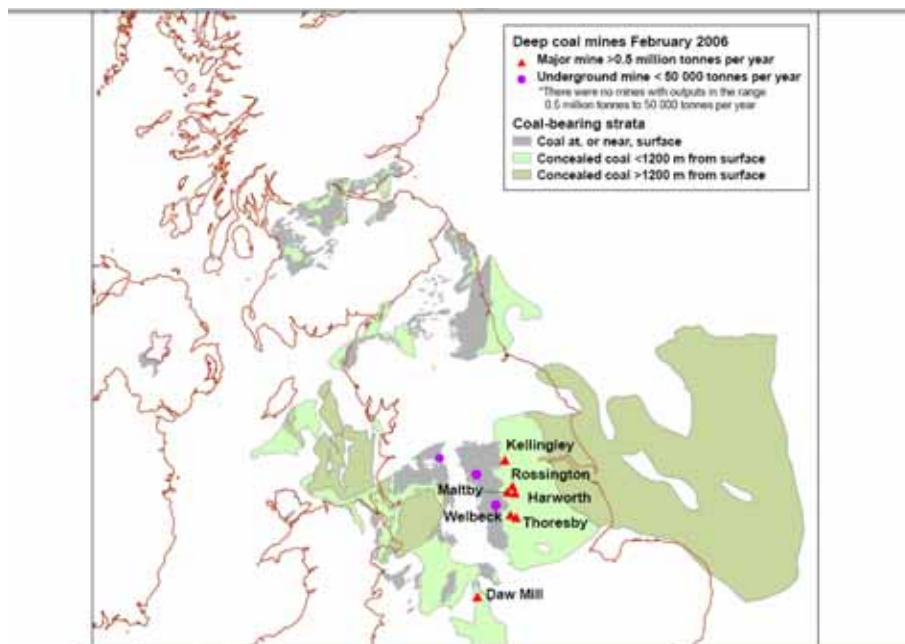 Deep coal mines February 2006
Major mine >0.5 million tonnes per year
Underground mine < 50 000 tonnes per year
*There were no mines with outputs in the range
0.5 million tonnes to 50 000 tonnes per year
Coal-bearing strata
Coal at, or near, surface
Concealed coal <1200 m from surface
Concealed coal >1200 m from surface
Kellingley
Rossington
Maltby
Harworth
Welbeck
Thoresby
Daw Mill